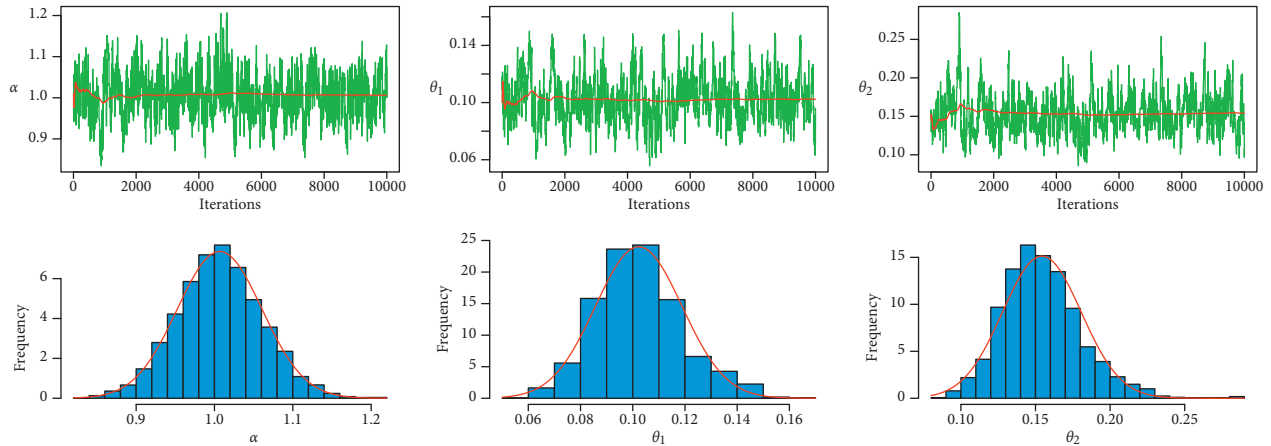 1.2
1.1
α 1.0
0.9
0 2000 4000 6000 8000 10000
Iterations
0.14
θ1 0.10
0.06
0 2000 4000 6000 8000 10000
Iterations
0.25
θ2 0.20
0.15
0.10
0 2000 4000 6000 8000 10000
Iterations
Frequency
6
4
2
0
0.9 1.0 1.1 1.2
α
Frequency
25
20
15
10
5
0
0.06 0.08 0.10 0.12 0.14 0.16
θ1
Frequency
15
10
5
0
0.10 0.15 0.20 0.25
θ2